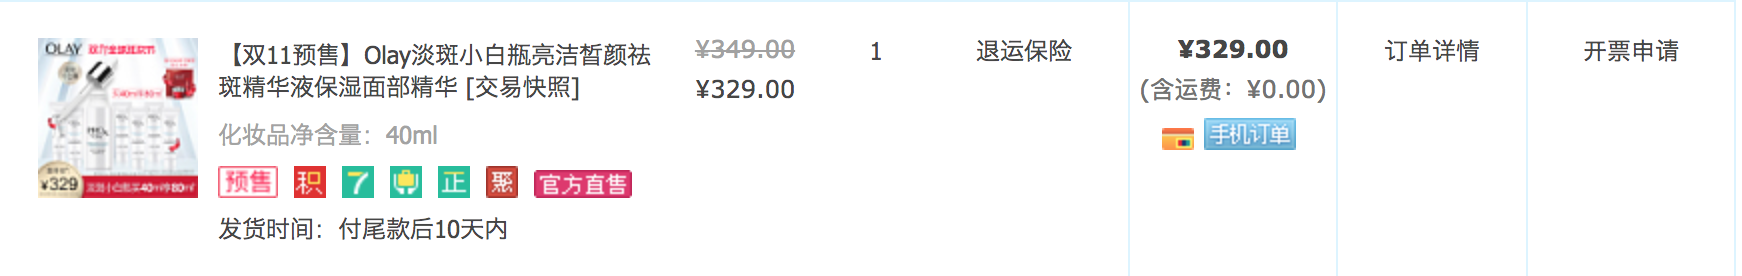 OLAY
¥329
【双11预售】Olay淡斑小白瓶亮洁皙颜祛
斑精华液保湿面部精华 [交易快照]
化妆品净含量：40ml
预售 积 7 正 聚 官方直售
发货时间：付尾款后10天内
¥349.00
¥329.00
1
退运保险
¥329.00
(含运费：¥0.00)
手机订单
订单详情
开票申请